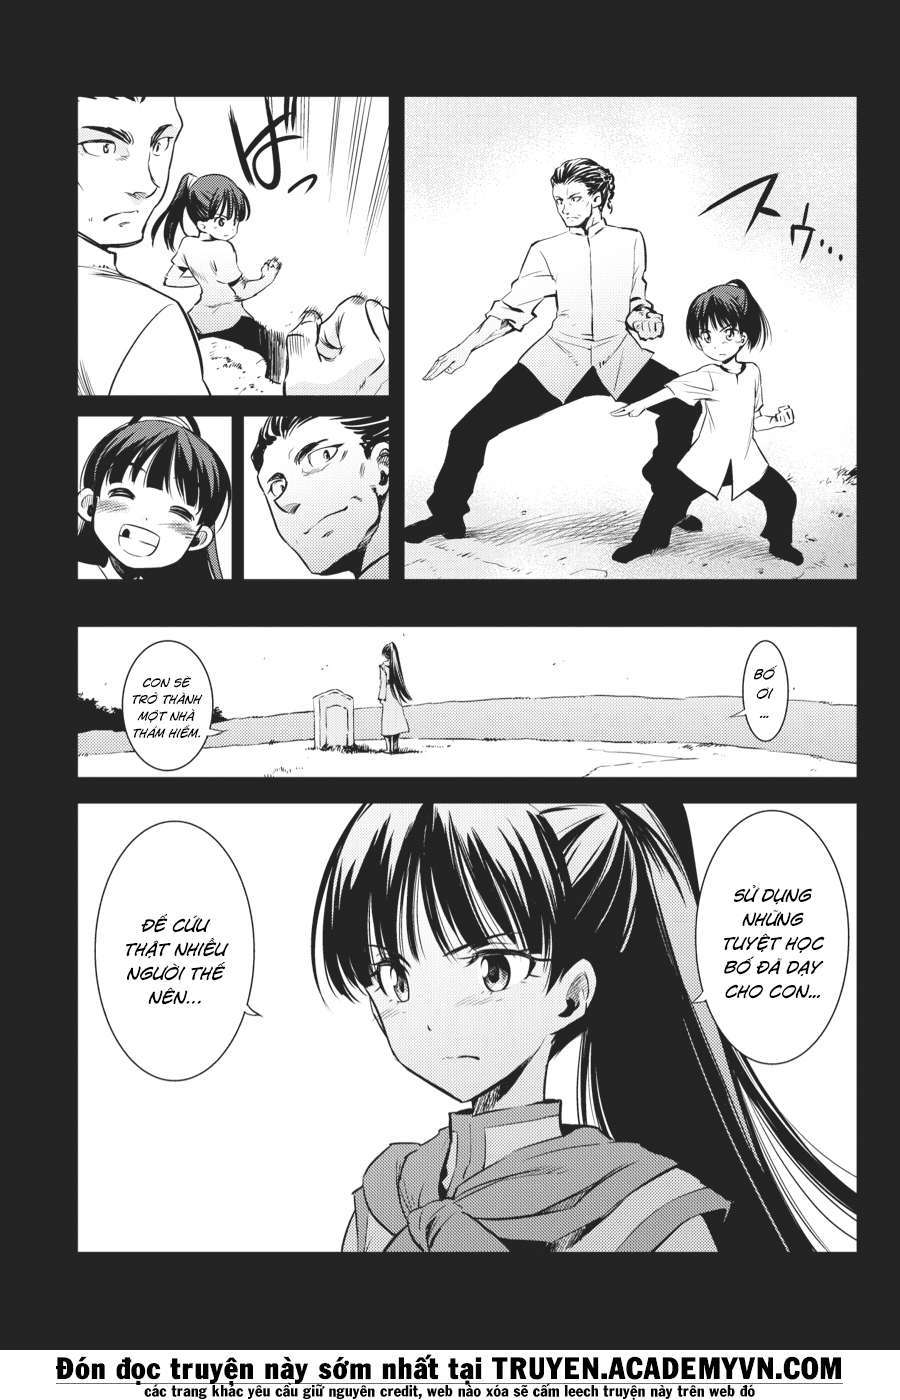 スゥ...
ば
BỐ
ƠI
...
CON SẼ
TRỞ THÀNH
MỘT NHÀ
THÁM HIỂM.
SỬ DỤNG
NHỮNG
TUYỆT HỌC
BỐ ĐÃ DẠY
CHO CON...
ĐỂ CỨU
THẬT NHIỀU
NGƯỜI THẾ
NÊN...
Đón đọc truyện này sớm nhất tại TRUYEN.ACADEMYVN.COM
các trang khác yêu cầu giữ nguyên credit, web nào xóa sẽ cấm leech truyện này trên web đó